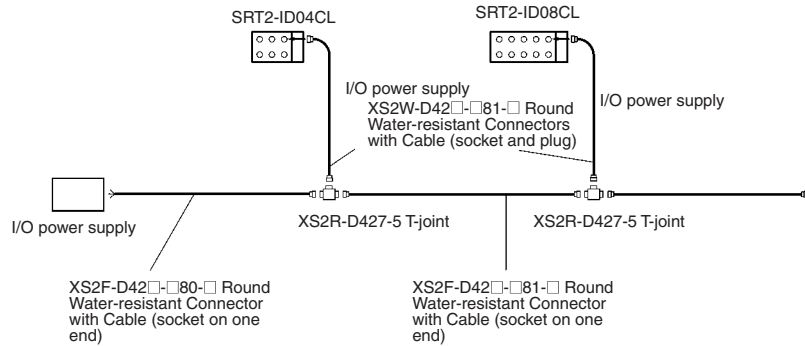 SRT2-ID04CL
SRT2-ID08CL
I/O power supply
XS2W-D42□-□81-□ Round
Water-resistant Connectors
with Cable (socket and plug)
I/O power supply
I/O power supply
XS2R-D427-5 T-joint
XS2R-D427-5 T-joint
XS2F-D42□-□80-□ Round
Water-resistant Connector
with Cable (socket on one
end)
XS2F-D42□-□81-□ Round
Water-resistant Connector
with Cable (socket on one
end)